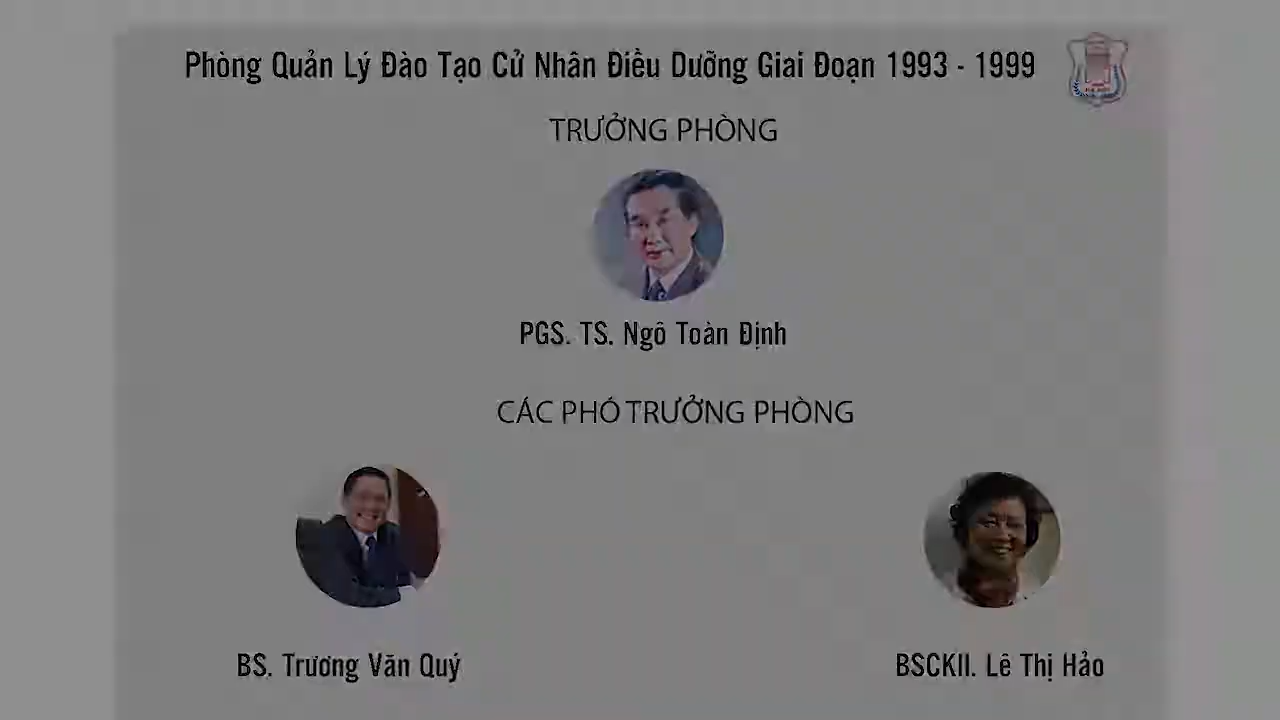 Phòng Quản Lý Đào Tạo Cử Nhân Điều Dưỡng Giai Đoạn 1993 - 1999
TRƯỞNG PHÒNG
PGS. TS. Ngô Toàn Định
CÁC PHÓ TRƯỞNG PHÒNG
BS. Trương Văn Quý
BSCKII. Lê Thị Hảo